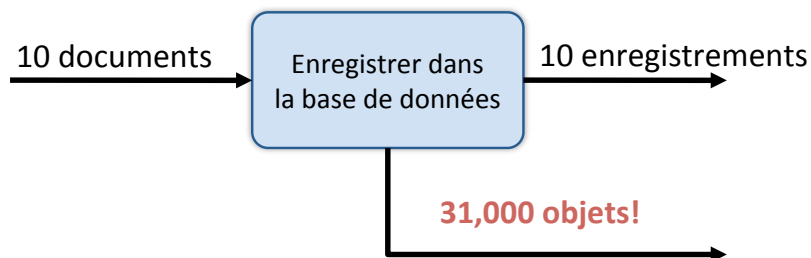 10 documents
Enregistrer dans
la base de données
10 enregistrements
31,000 objets!